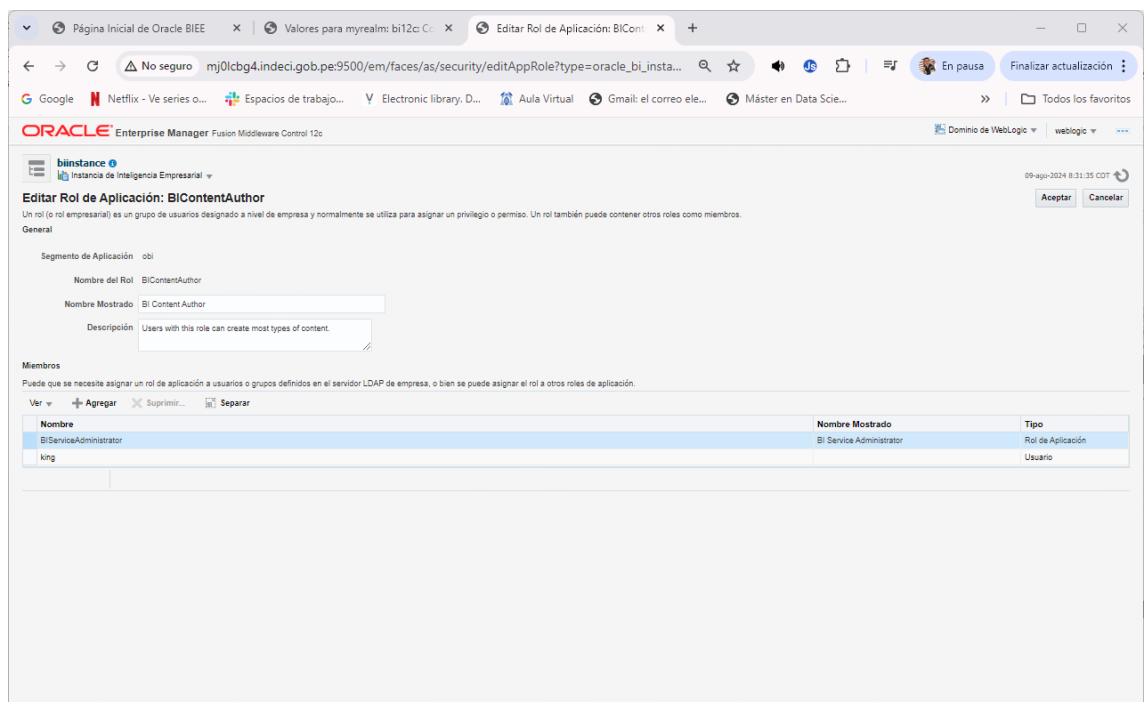 Página Inicial de Oracle BIEE
Valores para myrealm: bi12c: Co
Editar Rol de Aplicación: BICont
No seguro mj0lcbg4.indeci.gob.pe:9500/em/faces/as/security/editAppRole?type=oracle_bi_insta...
En pausa
Finalizar actualización
Google
Netflix - Ve series o...
Espacios de trabajo...
Electronic library. D...
Aula Virtual
Gmail: el correo ele...
Máster en Data Scie...
Todos los favoritos
ORACLE Enterprise Manager Fusion Middleware Control 12c
Dominio de WebLogic
weblogic
biinstance
Instancia de Inteligencia Empresarial
09-ago-2024 8:31:35 COT
Editar Rol de Aplicación: BIContentAuthor
Aceptar Cancelar
Un rol (o rol empresarial) es un grupo de usuarios designado a nivel de empresa y normalmente se utiliza para asignar un privilegio o permiso. Un rol también puede contener otros roles como miembros.
General
Segmento de Aplicación obi
Nombre del Rol BIContentAuthor
Nombre Mostrado BI Content Author
Descripción Users with this role can create most types of content.
Miembros
Puede que se necesite asignar un rol de aplicación a usuarios o grupos definidos en el servidor LDAP de empresa, o bien se puede asignar el rol a otros roles de aplicación.
Ver Agregar Suprimir... Separar
Nombre Nombre Mostrado Tipo
BIServiceAdministrator BI Service Administrator Rol de Aplicación
king Usuario